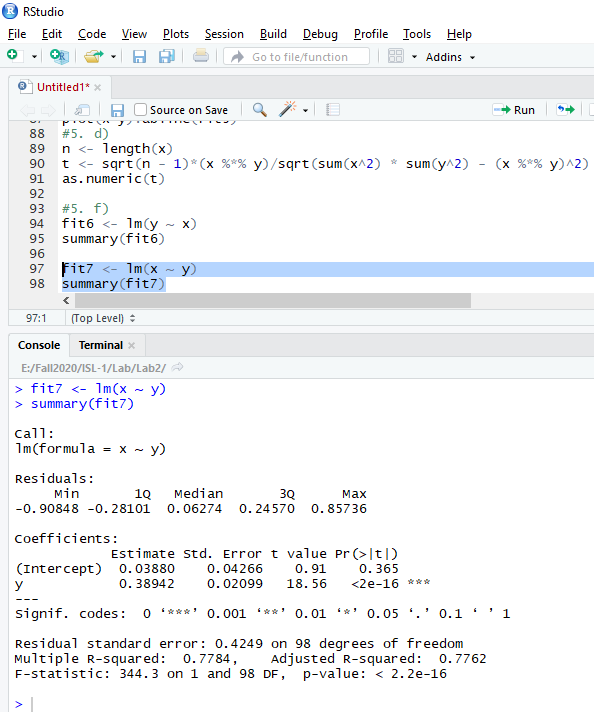 RStudio
File Edit Code View Plots Session Build Debug Profile Tools Help
Go to file/function Addins
Untitled1*
Source on Save Run
88 #5. d)
89 n <- length(x)
90 t <- sqrt(n - 1)*(x %*% y)/sqrt(sum(x^2) * sum(y^2) - (x %*% y)^2)
91 as.numeric(t)
92
93 #5. f)
94 fit6 <- lm(y ~ x)
95 summary(fit6)
96
97 fit7 <- lm(x ~ y)
98 summary(fit7)
97:1 (Top Level)
Console Terminal
E:/Fall2020/ISL-1/Lab/Lab2/
> fit7 <- lm(x ~ y)
> summary(fit7)
Call:
lm(formula = x ~ y)
Residuals:
Min 1Q Median 3Q Max
-0.90848 -0.28101 0.06274 0.24570 0.85736
Coefficients:
Estimate Std. Error t value Pr(>|t|)
(Intercept) 0.03880 0.04266 0.91 0.365
y 0.38942 0.02099 18.56 <2e-16 ***
---
Signif. codes: 0 ‘***’ 0.001 ‘**’ 0.01 ‘*’ 0.05 ‘.’ 0.1 ‘ ’ 1
Residual standard error: 0.4249 on 98 degrees of freedom
Multiple R-squared: 0.7784, Adjusted R-squared: 0.7762
F-statistic: 344.3 on 1 and 98 DF, p-value: < 2.2e-16
>